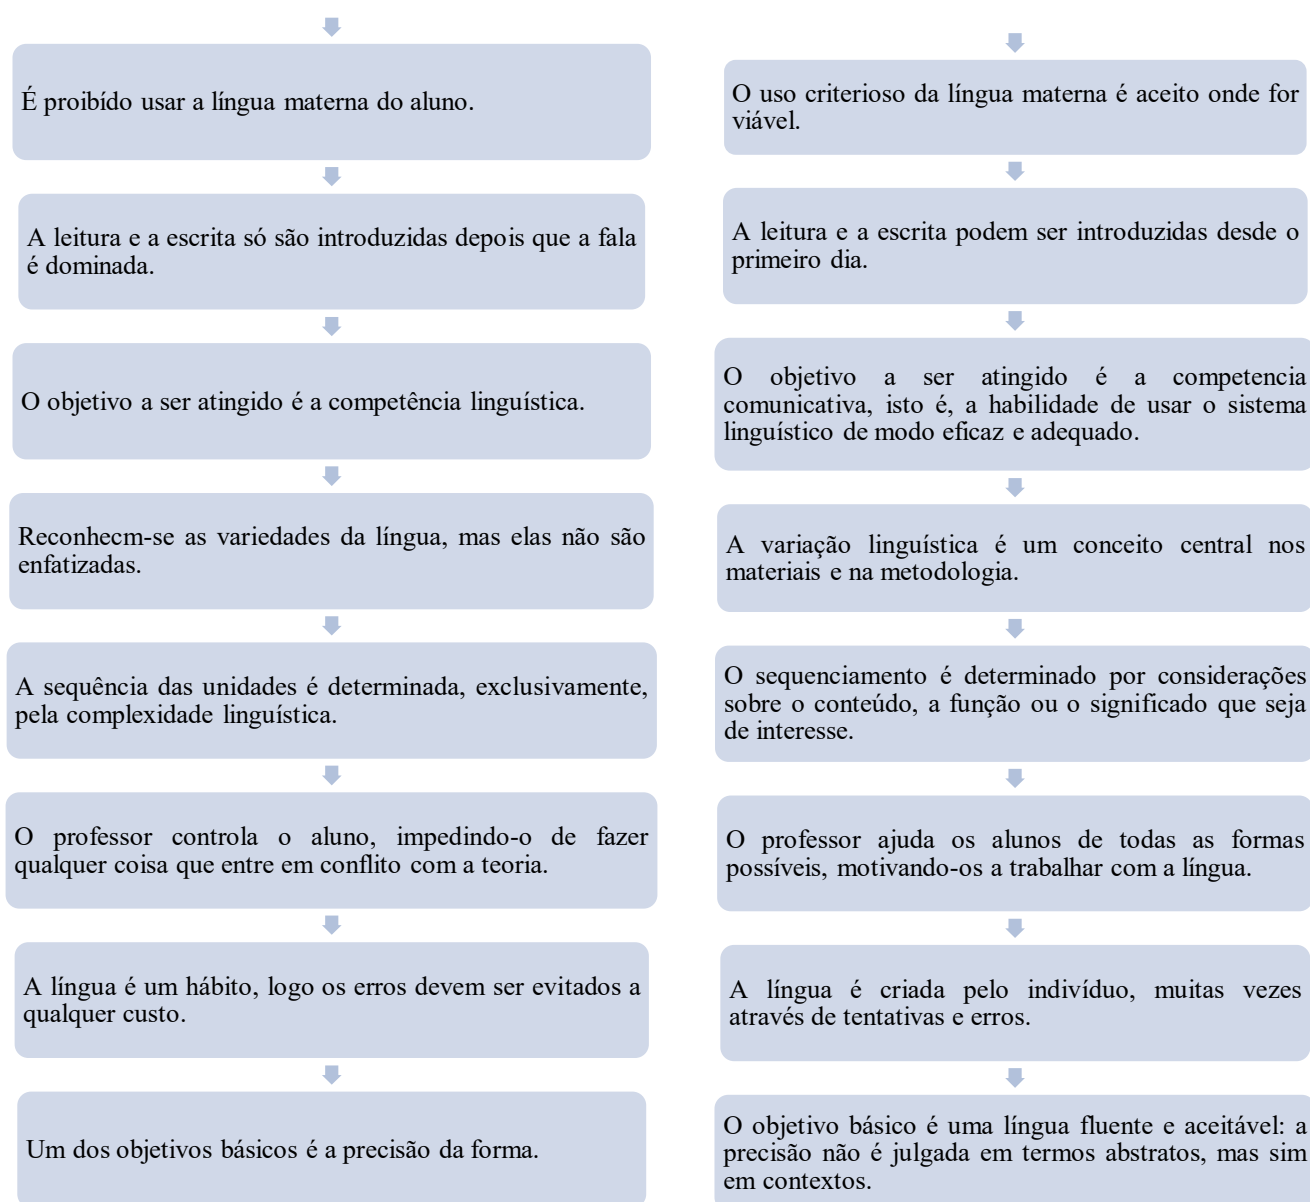 É proibído usar a língua materna do aluno.
A leitura e a escrita só são introduzidas depois que a fala
é dominada.
O objetivo a ser atingido é a competência linguística.
Reconhecm-se as variedades da língua, mas elas não são
enfatizadas.
A sequência das unidades é determinada, exclusivamente,
pela complexidade linguística.
O professor controla o aluno, impedindo-o de fazer
qualquer coisa que entre em conflito com a teoria.
A língua é um hábito, logo os erros devem ser evitados a
qualquer custo.
Um dos objetivos básicos é a precisão da forma.
O uso criterioso da língua materna é aceito onde for
viável.
A leitura e a escrita podem ser introduzidas desde o
primeiro dia.
O objetivo a ser atingido é a competencia
comunicativa, isto é, a habilidade de usar o sistema
linguístico de modo eficaz e adequado.
A variação linguística é um conceito central nos
materiais e na metodologia.
O sequenciamento é determinado por considerações
sobre o conteúdo, a função ou o significado que seja
de interesse.
O professor ajuda os alunos de todas as formas
possíveis, motivando-os a trabalhar com a língua.
A língua é criada pelo indivíduo, muitas vezes
através de tentativas e erros.
O objetivo básico é uma língua fluente e aceitável: a
precisão não é julgada em termos abstratos, mas sim
em contextos.